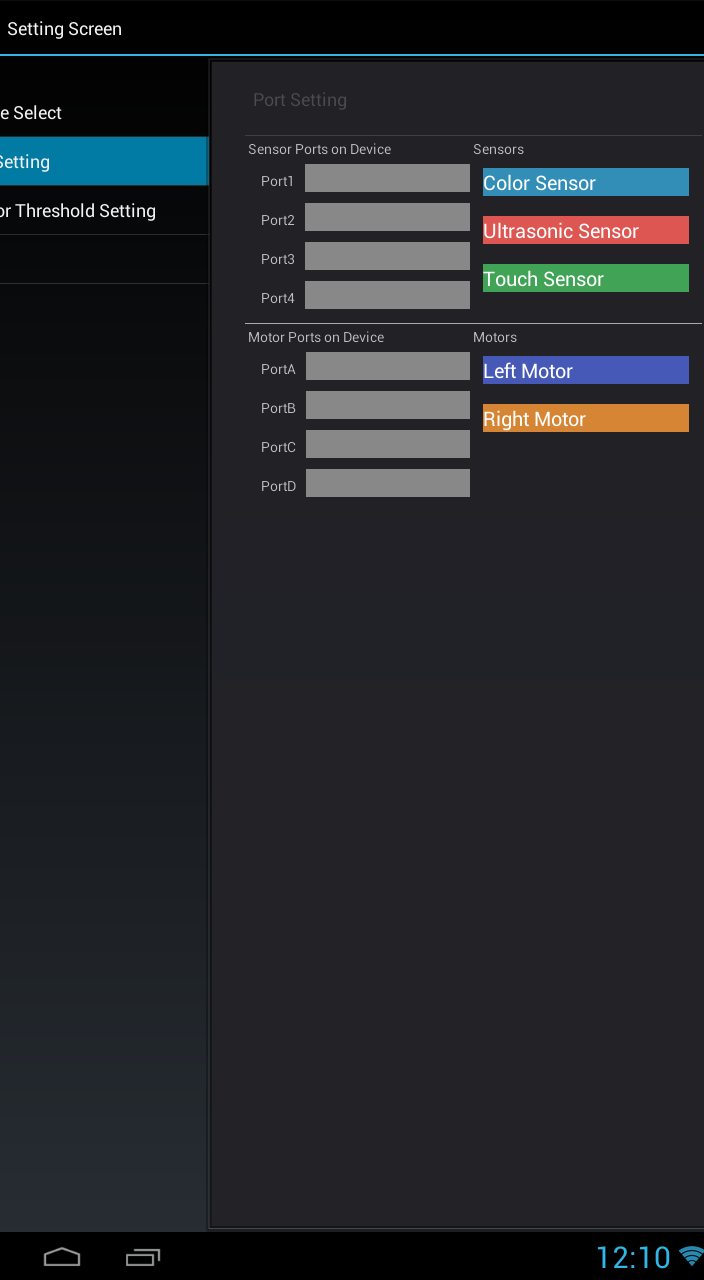 Setting Screen
e Select
Setting
or Threshold Setting
Port Setting
Sensor Ports on Device
Sensors
Port1
Color Sensor
Port2
Ultrasonic Sensor
Port3
Touch Sensor
Port4
Motor Ports on Device
Motors
PortA
Left Motor
PortB
Right Motor
PortC
PortD
12:10